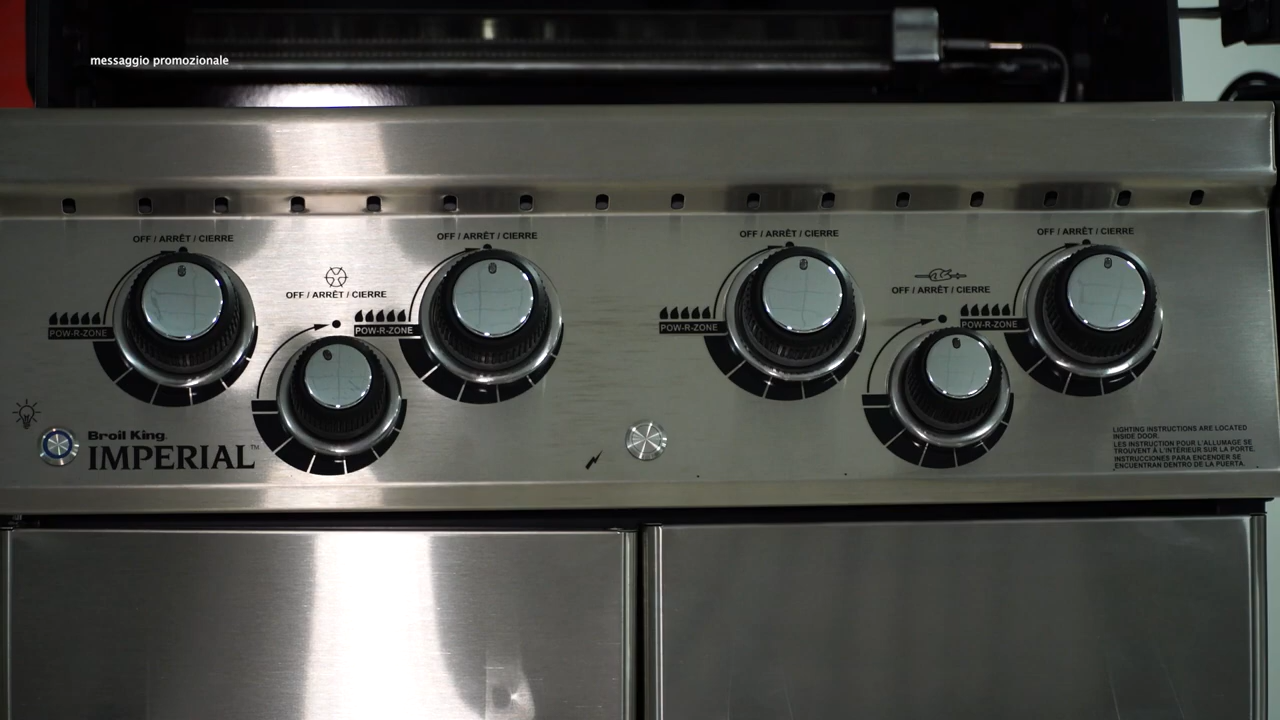 messaggio promozionale
OFF / ARRÊT / CIERRE
OFF / ARRÊT / CIERRE
OFF / ARRÊT / CIERRE
OFF / ARRÊT / CIERRE
OFF / ARRÊT / CIERRE
OFF / ARRÊT / CIERRE
POW-R-ZONE
POW-R-ZONE
POW-R-ZONE
POW-R-ZONE
Broil King
IMPERIAL™
LIGHTING INSTRUCTIONS ARE LOCATED
INSIDE DOOR.
LES INSTRUCTION POUR L'ALLUMAGE SE
TROUVENT À L'INTÉRIEUR SUR LA PORTE.
INSTRUCCIONES PARA ENCENDER SE
ENCUENTRAN DENTRO DE LA PUERTA.